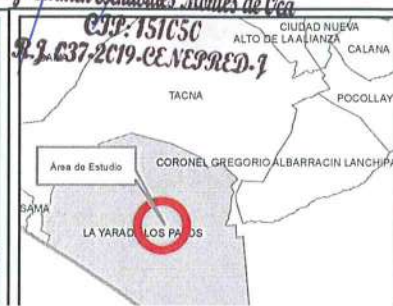 CIP: 151050
R.J. 037-2019-CENEPRED-J
CIUDAD NUEVA
ALTO DE LA ALIANZA
CALANA
TACNA
POCOLLAY
Área de Estudio
CORONEL GREGORIO ALBARRACIN LANCHIPA
SAMA
LA YARADA LOS PALOS